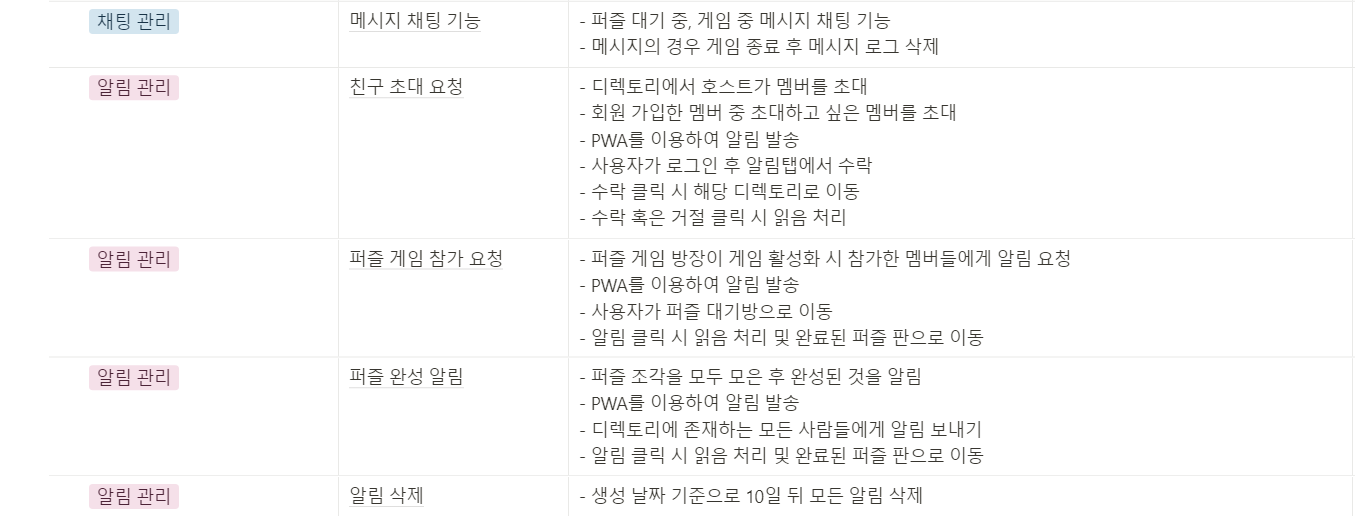 채팅 관리
메시지 채팅 기능
- 퍼즐 대기 중, 게임 중 메시지 채팅 기능
- 메시지의 경우 게임 종료 후 메시지 로그 삭제
알림 관리
친구 초대 요청
- 디렉토리에서 호스트가 멤버를 초대
- 회원 가입한 멤버 중 초대하고 싶은 멤버를 초대
- PWA를 이용하여 알림 발송
- 사용자가 로그인 후 알림탭에서 수락
- 수락 클릭 시 해당 디렉토리로 이동
- 수락 혹은 거절 클릭 시 읽음 처리
알림 관리
퍼즐 게임 참가 요청
- 퍼즐 게임 방장이 게임 활성화 시 참가한 멤버들에게 알림 요청
- PWA를 이용하여 알림 발송
- 사용자가 퍼즐 대기방으로 이동
- 알림 클릭 시 읽음 처리 및 완료된 퍼즐 판으로 이동
알림 관리
퍼즐 완성 알림
- 퍼즐 조각을 모두 모은 후 완성된 것을 알림
- PWA를 이용하여 알림 발송
- 디렉토리에 존재하는 모든 사람들에게 알림 보내기
- 알림 클릭 시 읽음 처리 및 완료된 퍼즐 판으로 이동
알림 관리
알림 삭제
- 생성 날짜 기준으로 10일 뒤 모든 알림 삭제